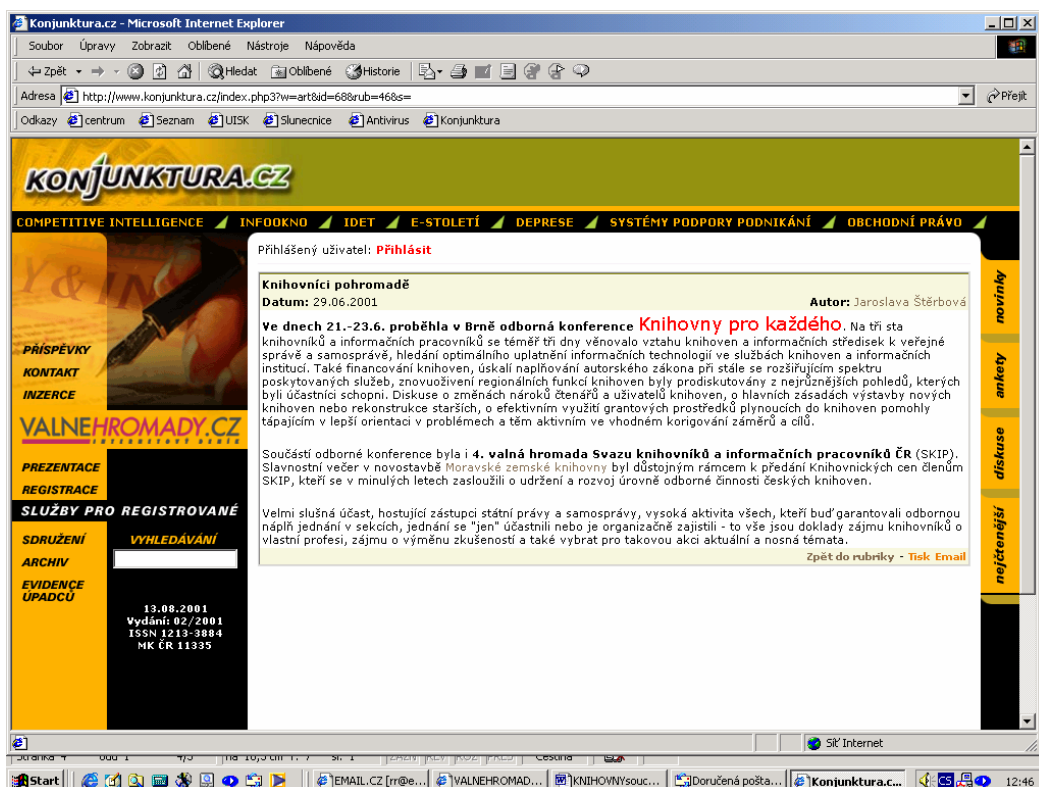 Konjunktura.cz - Microsoft Internet Explorer
Soubor Úpravy Zobrazit Oblíbené Nástroje Nápověda
Zpět Hledat Oblíbené Historie
Adresa http://www.konjunktura.cz/index.php3?w=art&id=68&rub=46&s= Přejít
Odkazy centrum Seznam UISK Slunecnice Antivirus Konjunktura
KONJUNKTURA.CZ
COMPETITIVE INTELLIGENCE INFOOKNO IDET E-STOLETÍ DEPRESE SYSTÉMY PODPORY PODNIKÁNÍ OBCHODNÍ PRÁVO
Přihlášený uživatel: Přihlásit
Knihovníci pohromadě
Datum: 29.06.2001 Autor: Jaroslava Štěrbová
Ve dnech 21.-23.6. proběhla v Brně odborná konference Knihovny pro každého. Na tři sta
knihovníků a informačních pracovníků se téměř tři dny věnovalo vztahu knihoven a informačních středisek k veřejné
správě a samosprávě, hledání optimálního uplatnění informačních technologií ve službách knihoven a informačních
institucí. Také financování knihoven, úskalí naplňování autorského zákona při stále se rozšiřujícím spektru
poskytovaných služeb, znovuoživení regionálních funkcí knihoven byly prodiskutovány z nejrůznějších pohledů, kterých
byli účastníci schopni. Diskuse o změnách nároků čtenářů a uživatelů knihoven, o hlavních zásadách výstavby nových
knihoven nebo rekonstrukce starších, o efektivním využití grantových prostředků plynoucích do knihoven pomohly
tápajícím v lepší orientaci v problémech a těm aktivním ve vhodném korigování záměrů a cílů.
Součástí odborné konference byla i 4. valná hromada Svazu knihovníků a informačních pracovníků ČR (SKIP).
Slavnostní večer v novostavbě Moravské zemské knihovny byl důstojným rámcem k předání Knihovnických cen členům
SKIP, kteří se v minulých letech zasloužili o udržení a rozvoj úrovně odborné činnosti českých knihoven.
Velmi slušná účast, hostující zástupci státní právy a samosprávy, vysoká aktivita všech, kteří buď garantovali odbornou
náplň jednání v sekcích, jednání se "jen" účastnili nebo je organizačně zajistili - to vše jsou doklady zájmu knihovníků o
vlastní profesi, zájmu o výměnu zkušeností a také vybrat pro takovou akci aktuální a nosná témata.
Zpět do rubriky - Tisk Email
PŘÍSPĚVKY
KONTAKT
INZERCE
VALNEHROMADY.CZ
INTERNETOVÝ DENÍK
PREZENTACE
REGISTRACE
SLUŽBY PRO REGISTROVANÉ
SDRUŽENÍ
ARCHIV
EVIDENCE
ÚPADCŮ
VYHLEDÁVÁNÍ
13.08.2001
Vydání: 02/2001
ISSN 1213-3884
MK ČR 11335
novinky
ankety
diskuse
nejčtenější
Síť Internet
Start EMAIL.CZ [rr@e... VALNEHROMAD... KNIHOVNYsouc... Doručená pošta... Konjunktura.c... CS 12:46